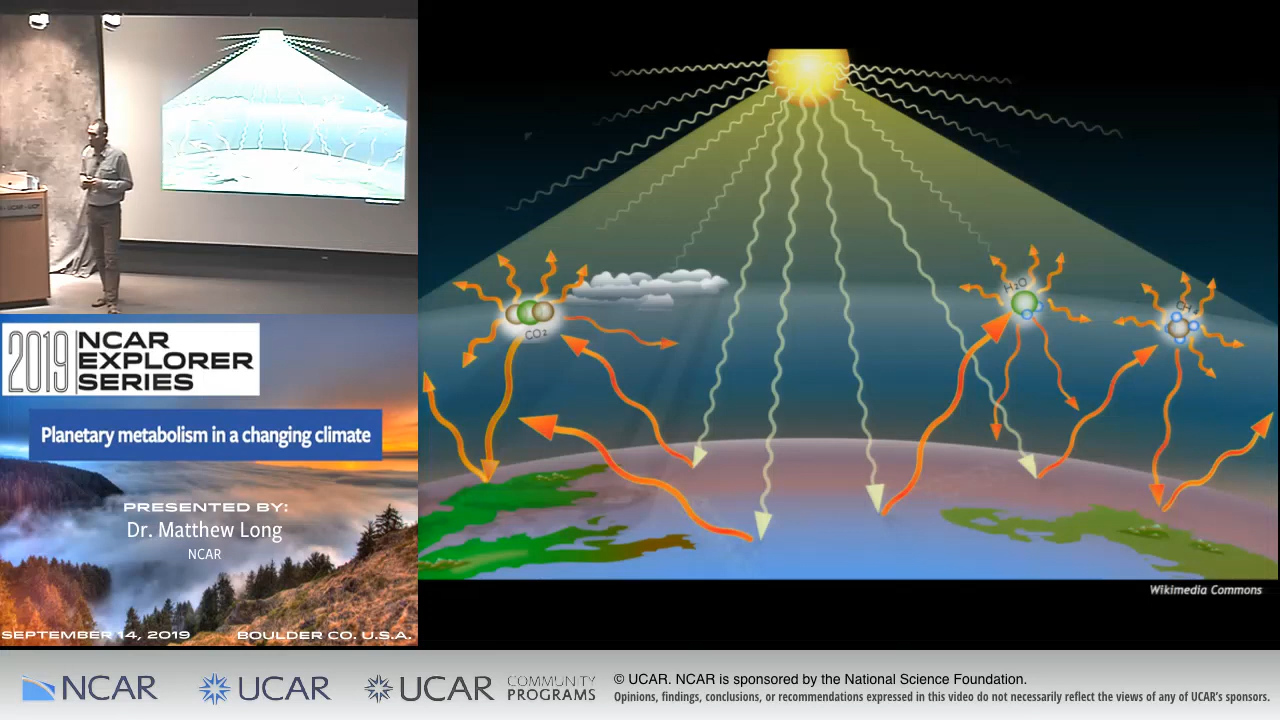 2019 NCAR
EXPLORER
SERIES
Planetary metabolism in a changing climate
PRESENTED BY:
Dr. Matthew Long
NCAR
SEPTEMBER 14, 2019 BOULDER CO. U.S.A.
CO2
H2O
Wikimedia Commons
NCAR
UCAR
UCAR
COMMUNITY
PROGRAMS
© UCAR. NCAR is sponsored by the National Science Foundation.
Opinions, findings, conclusions, or recommendations expressed in this video do not necessarily reflect the views of any of UCAR's sponsors.